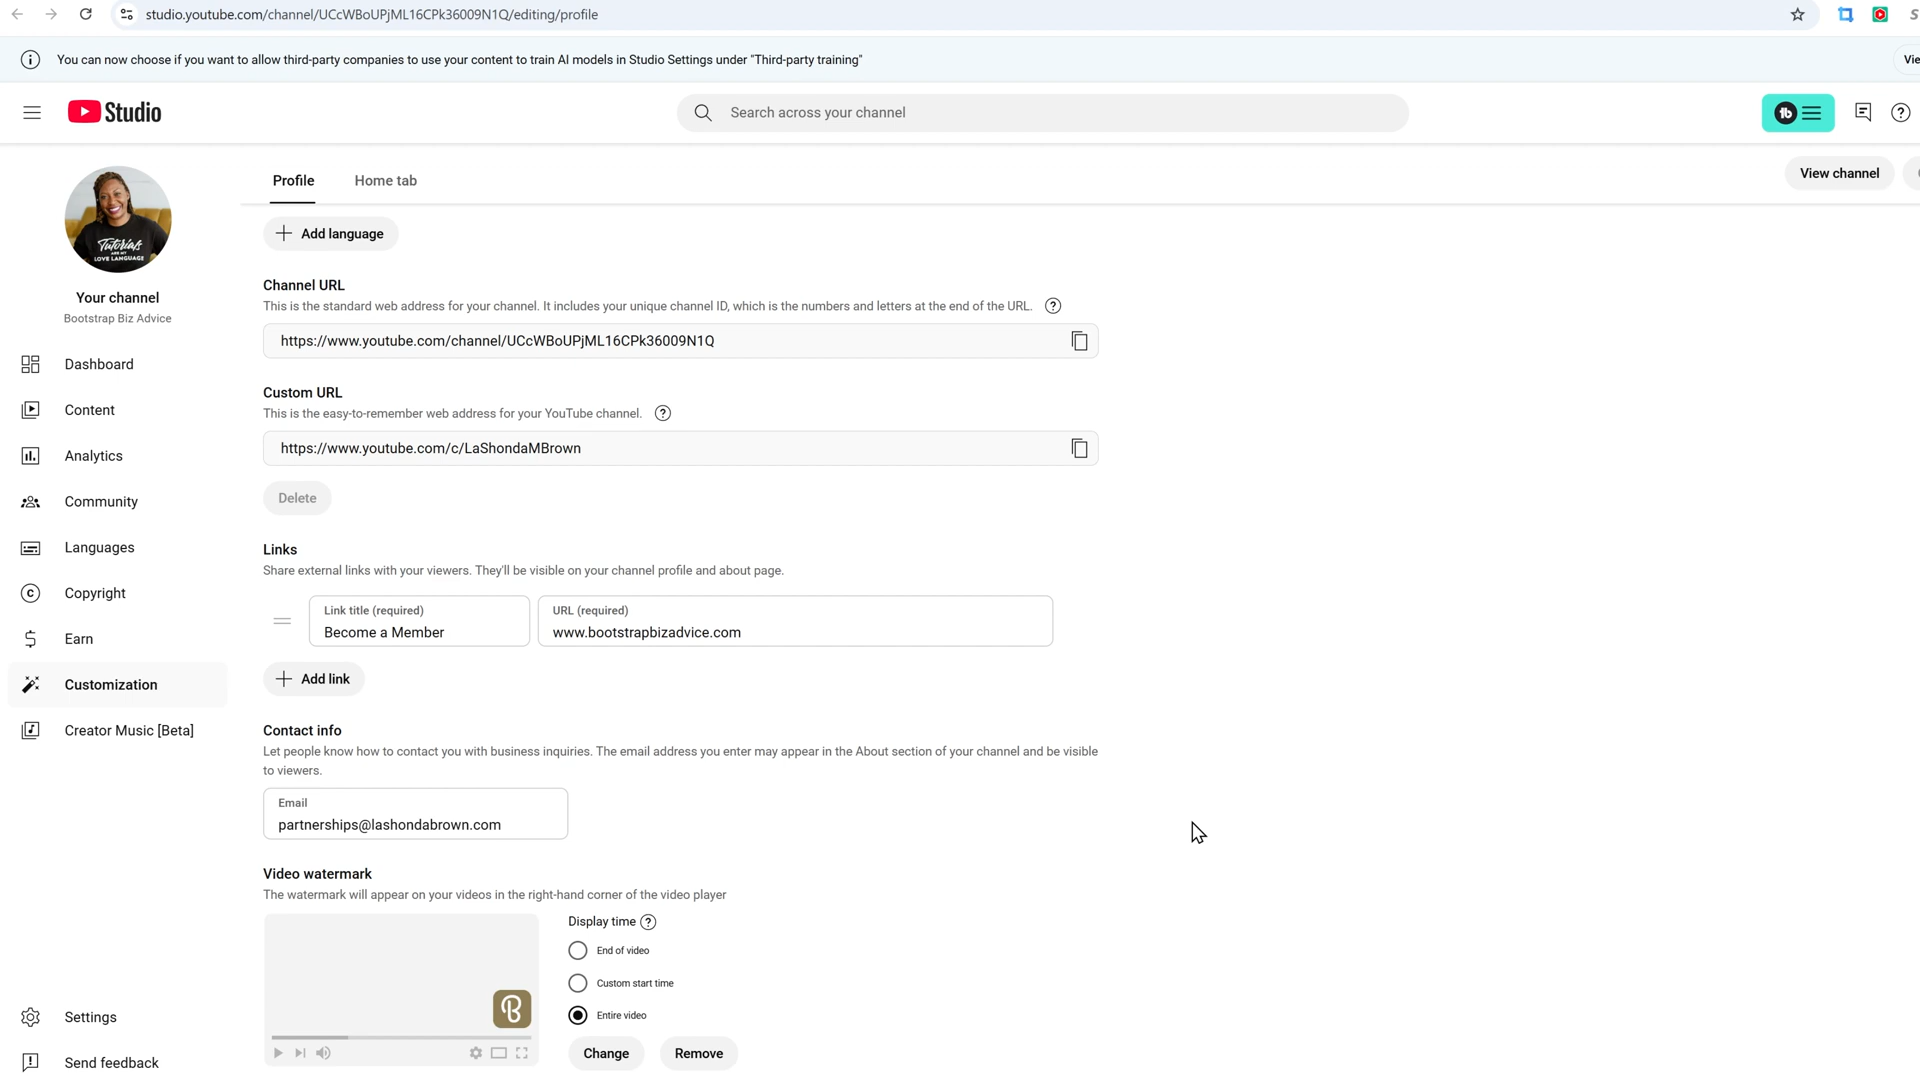 studio.youtube.com/channel/UCcWBoUPjML16CPk36009N1Q/editing/profile
You can now choose if you want to allow third-party companies to use your content to train AI models in Studio Settings under "Third-party training"
Vie
Studio
Search across your channel
Profile
Home tab
View channel
Tutorials
ARE MY
LOVE LANGUAGE
Your channel
Bootstrap Biz Advice
Dashboard
Content
Analytics
Community
Languages
Copyright
Earn
Customization
Creator Music [Beta]
Settings
Send feedback
Add language
Channel URL
This is the standard web address for your channel. It includes your unique channel ID, which is the numbers and letters at the end of the URL.
https://www.youtube.com/channel/UCcWBoUPjML16CPk36009N1Q
Custom URL
This is the easy-to-remember web address for your YouTube channel.
https://www.youtube.com/c/LaShondaMBrown
Delete
Links
Share external links with your viewers. They'll be visible on your channel profile and about page.
Link title (required)
Become a Member
URL (required)
www.bootstrapbizadvice.com
Add link
Contact info
Let people know how to contact you with business inquiries. The email address you enter may appear in the About section of your channel and be visible
to viewers.
Email
partnerships@lashondabrown.com
Video watermark
The watermark will appear on your videos in the right-hand corner of the video player
Display time
End of video
Custom start time
Entire video
Change
Remove